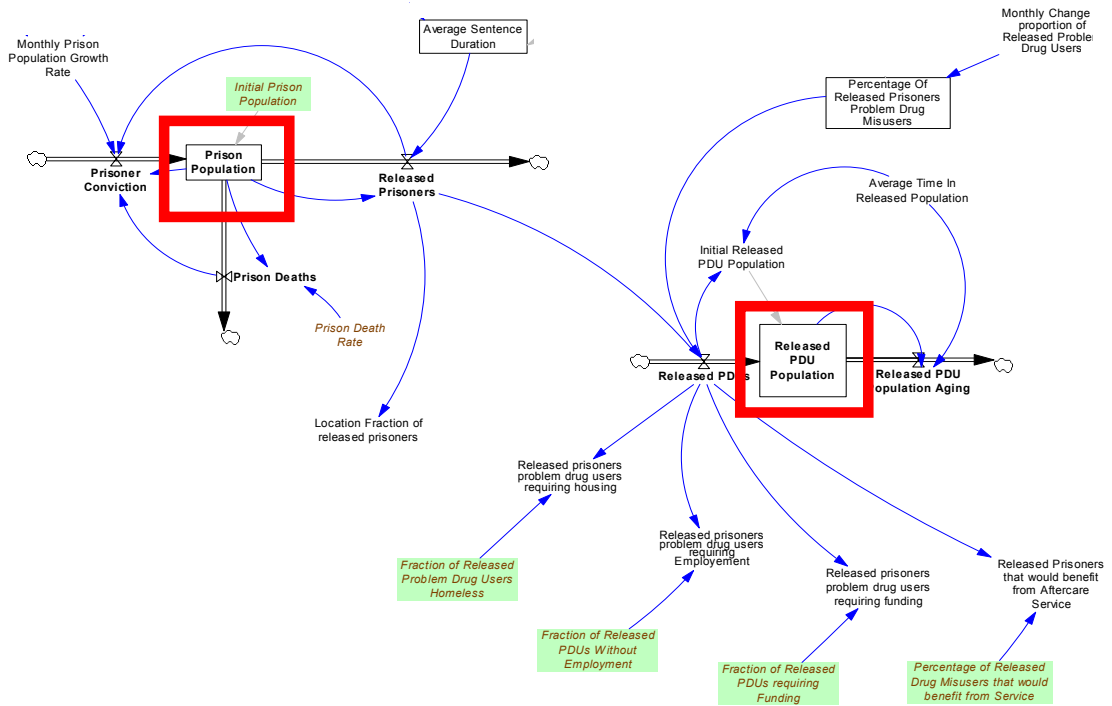 Monthly Prison
Population Growth
Rate
Average Sentence
Duration
Monthly Change
proportion of
Released Problem
Drug Users
Initial Prison
Population
Percentage Of
Released Prisoners
Problem Drug
Misusers
Prison
Population
Prisoner
Conviction
Released
Prisoners
Average Time In
Released Population
Initial Released
PDU Population
Prison Deaths
Prison Death
Rate
Released PDUs
Released
PDU
Population
Released PDU
Population Aging
Location Fraction of
released prisoners
Released prisoners
problem drug users
requiring housing
Released prisoners
problem drug users
requiring
Employement
Released prisoners
problem drug users
requiring funding
Released Prisoners
that would benefit
from Aftercare
Service
Fraction of Released
Problem Drug Users
Homeless
Fraction of Released
PDUs Without
Employment
Fraction of Released
PDUs requiring
Funding
Percentage of Released
Drug Misusers that would
benefit from Service